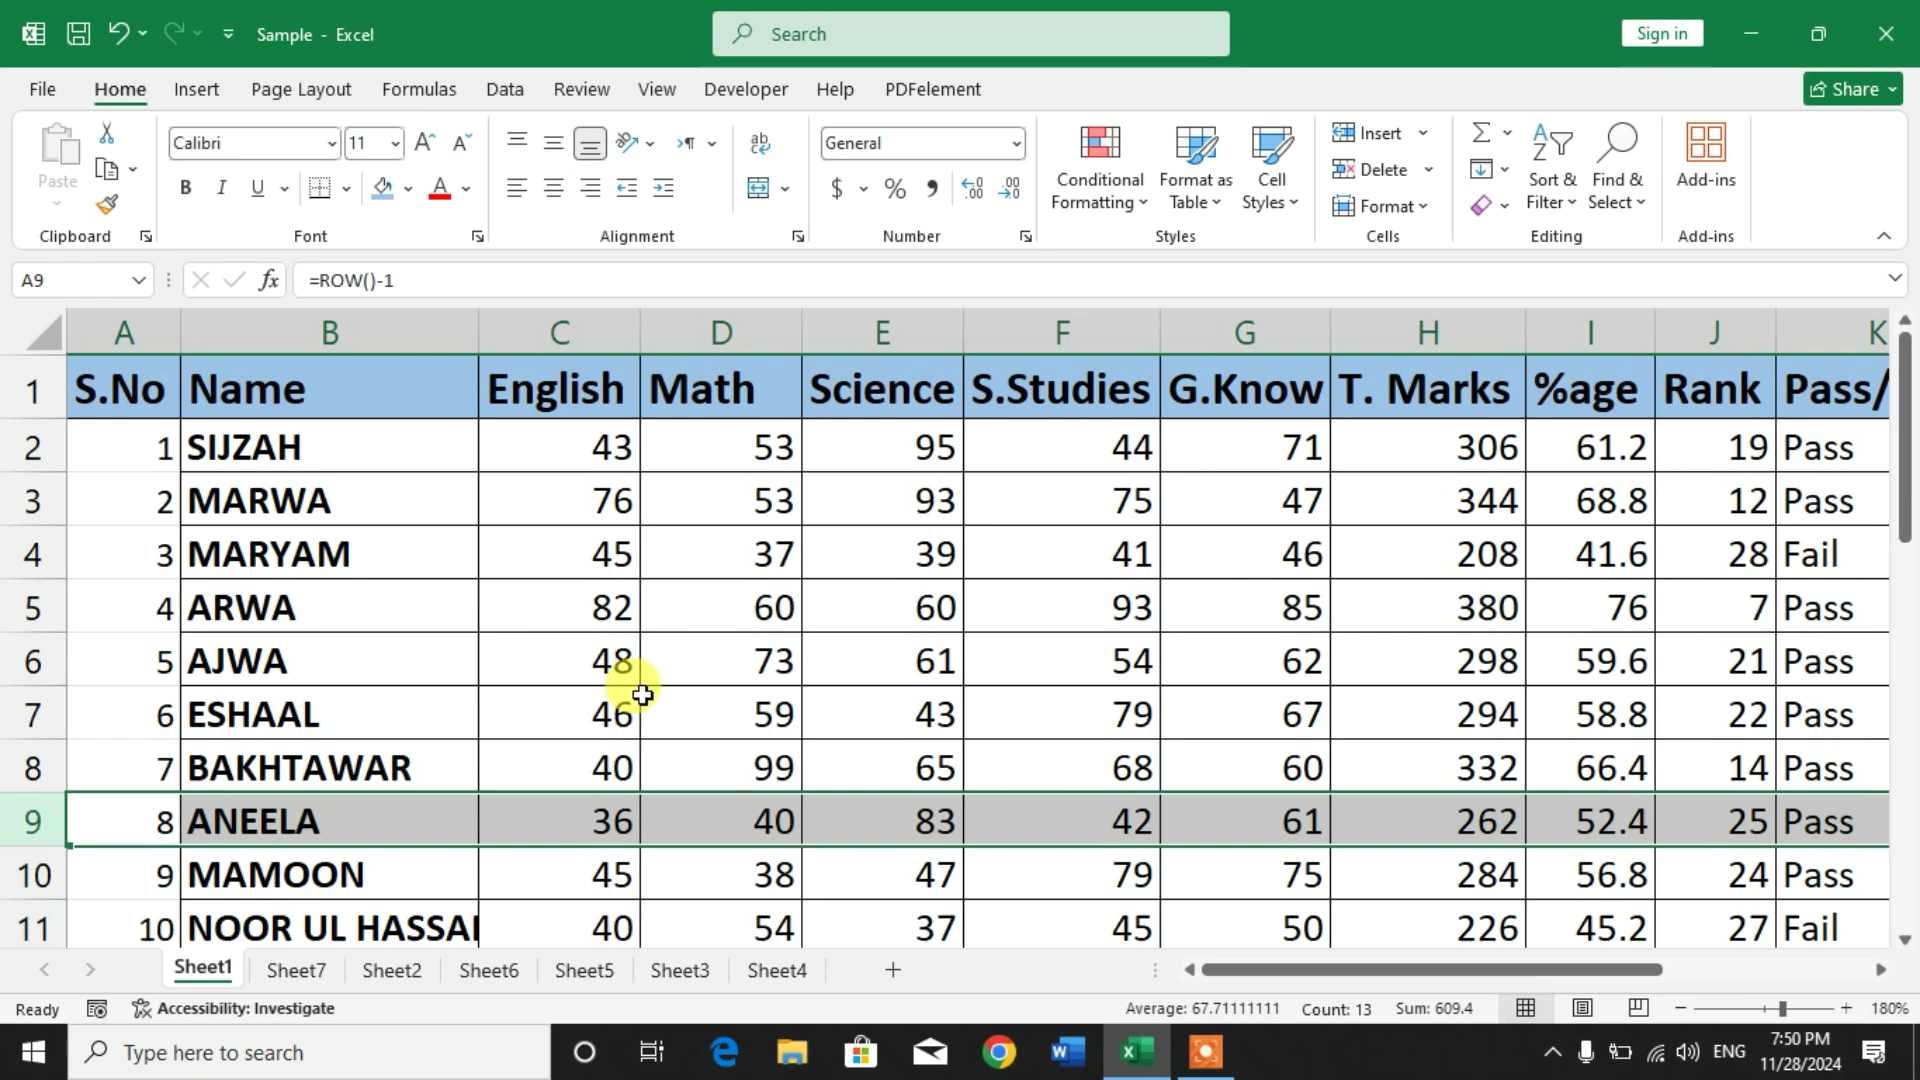 Sample - Excel
Search
Sign in
File Home Insert Page Layout Formulas Data Review View Developer Help PDFelement Share
Paste
Clipboard
Calibri 11
B I U A
Font
ab
Alignment
General
$ % 9
Number
Conditional Formatting
Format as Table
Cell Styles
Styles
Insert
Delete
Format
Cells
Sort & Filter
Find & Select
Editing
Add-ins
Add-ins
A9 fx =ROW()-1
A B C D E F G H I J K
1 S.No Name English Math Science S.Studies G.Know T. Marks %age Rank Pass/
2 1 SIJZAH 43 53 95 44 71 306 61.2 19 Pass
3 2 MARWA 76 53 93 75 47 344 68.8 12 Pass
4 3 MARYAM 45 37 39 41 46 208 41.6 28 Fail
5 4 ARWA 82 60 60 93 85 380 76 7 Pass
6 5 AJWA 48 73 61 54 62 298 59.6 21 Pass
7 6 ESHAAL 46 59 43 79 67 294 58.8 22 Pass
8 7 BAKHTAWAR 40 99 65 68 60 332 66.4 14 Pass
9 8 ANEELA 36 40 83 42 61 262 52.4 25 Pass
10 9 MAMOON 45 38 47 79 75 284 56.8 24 Pass
11 10 NOOR UL HASSAI 40 54 37 45 50 226 45.2 27 Fail
Sheet1 Sheet7 Sheet2 Sheet6 Sheet5 Sheet3 Sheet4
Ready Accessibility: Investigate Average: 67.71111111 Count: 13 Sum: 609.4 180%
Type here to search
ENG
7:50 PM
11/28/2024